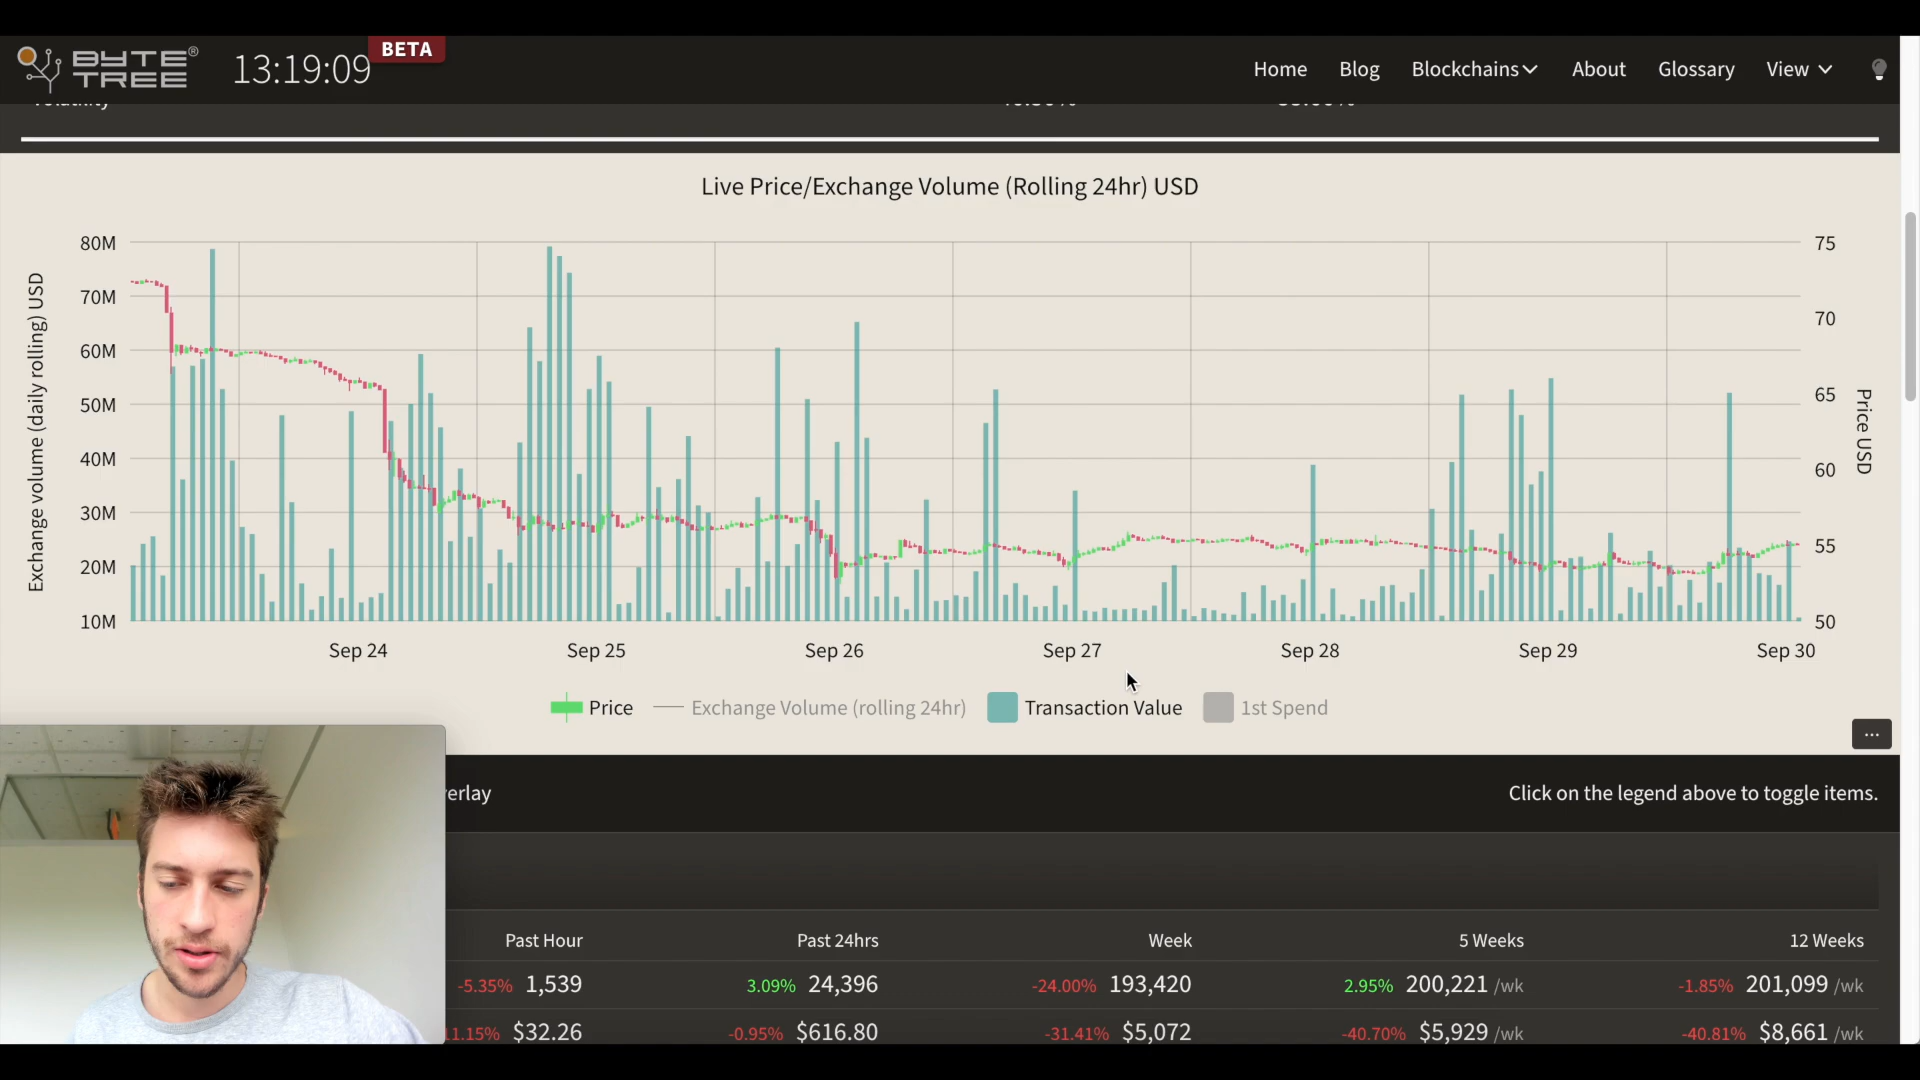 BYTE TREE®
13:19:09
BETA
Home Blog Blockchains About Glossary View
Live Price/Exchange Volume (Rolling 24hr) USD
Exchange volume (daily rolling) USD
80M
70M
60M
50M
40M
30M
20M
10M
75
70
65
60
55
50
Price USD
Sep 24 Sep 25 Sep 26 Sep 27 Sep 28 Sep 29 Sep 30
Price Exchange Volume (rolling 24hr) Transaction Value 1st Spend
...
erlay
Click on the legend above to toggle items.
Past Hour Past 24hrs Week 5 Weeks 12 Weeks
-5.35% 1,539 3.09% 24,396 -24.00% 193,420 2.95% 200,221 /wk -1.85% 201,099 /wk
11.15% $32.26 -0.95% $616.80 -31.41% $5,072 -40.70% $5,929 /wk -40.81% $8,661 /wk